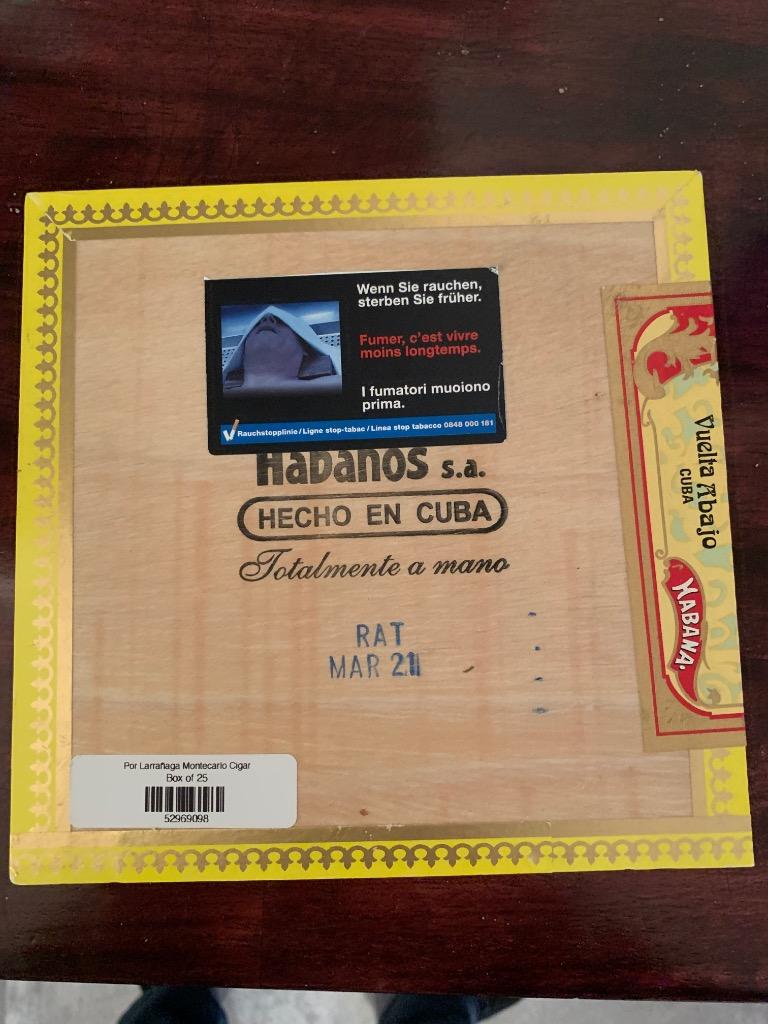 Wenn Sie rauchen,
sterben Sie früher.
Fumer, c'est vivre
moins longtemps.
I fumatori muoiono
prima.
Rauchstopplinie / Ligne stop-tabac / Linea stop tabacco 0848 000 181
Habanos s.a.
HECHO EN CUBA
Totalmente a mano
RAT
MAR 21
Vuelta Abajo
CUBA
HABANA.
Por Larrañaga Montecarlo Cigar
Box of 25
52969098